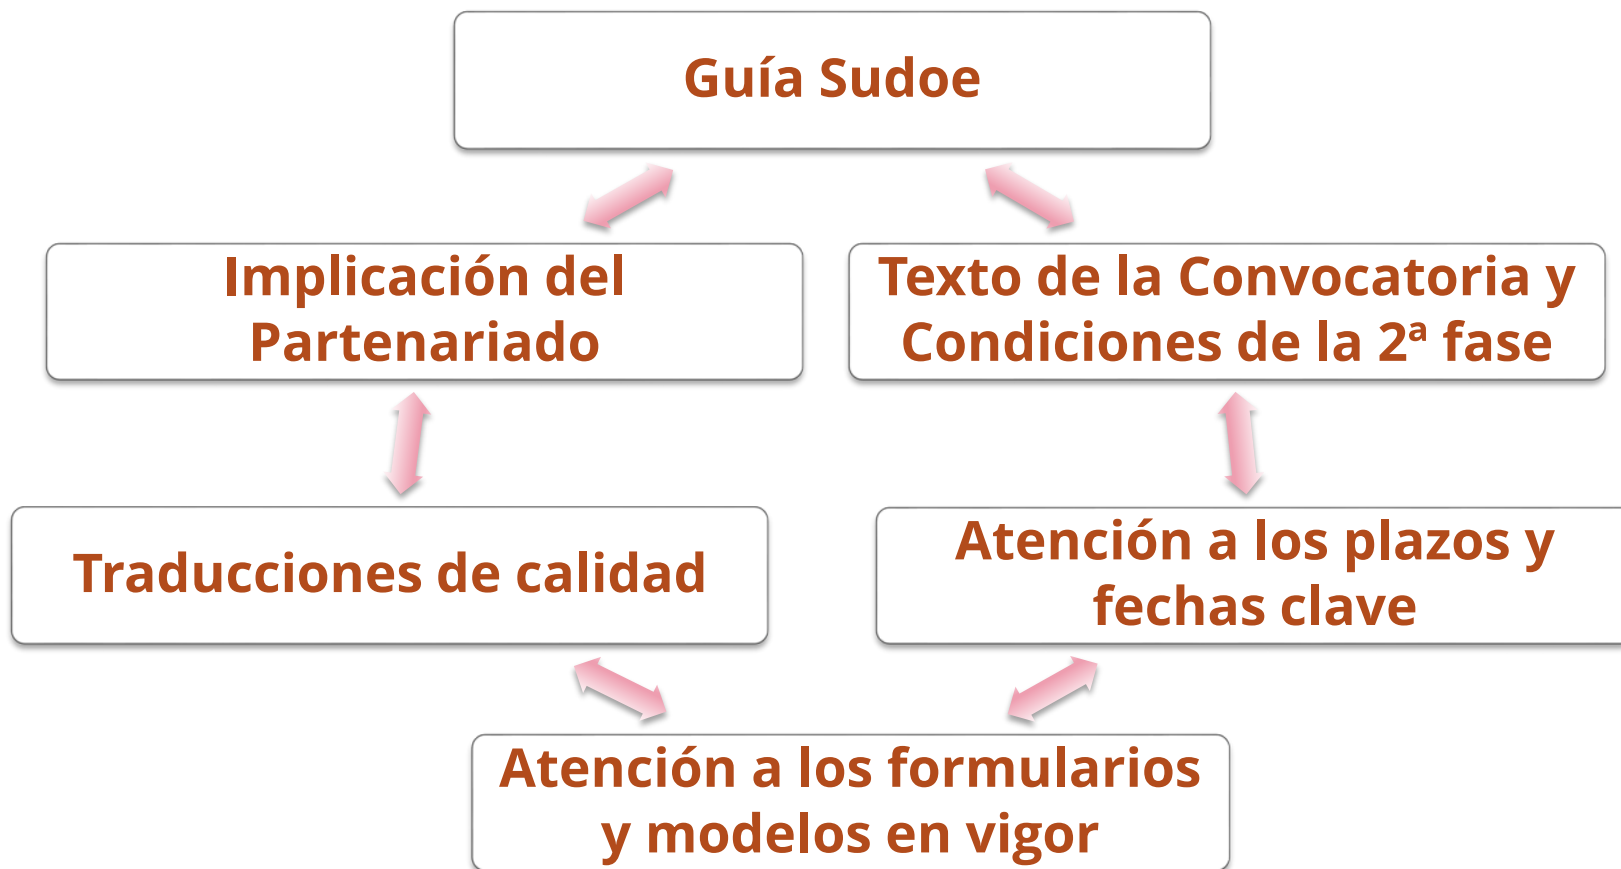 Guía Sudoe
Implicación del
Partenariado
Texto de la Convocatoria y
Condiciones de la 2ª fase
Traducciones de calidad
Atención a los plazos y
fechas clave
Atención a los formularios
y modelos en vigor